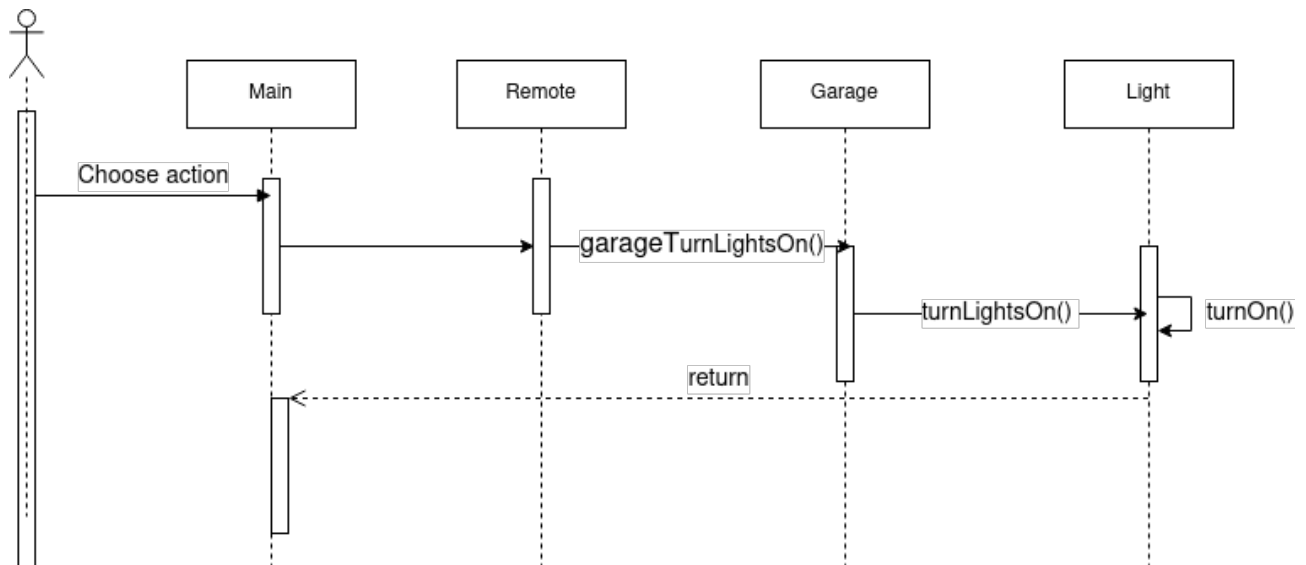 Main
Remote
Garage
Light
Choose action
garageTurnLightsOn()
turnLightsOn()
turnOn()
return